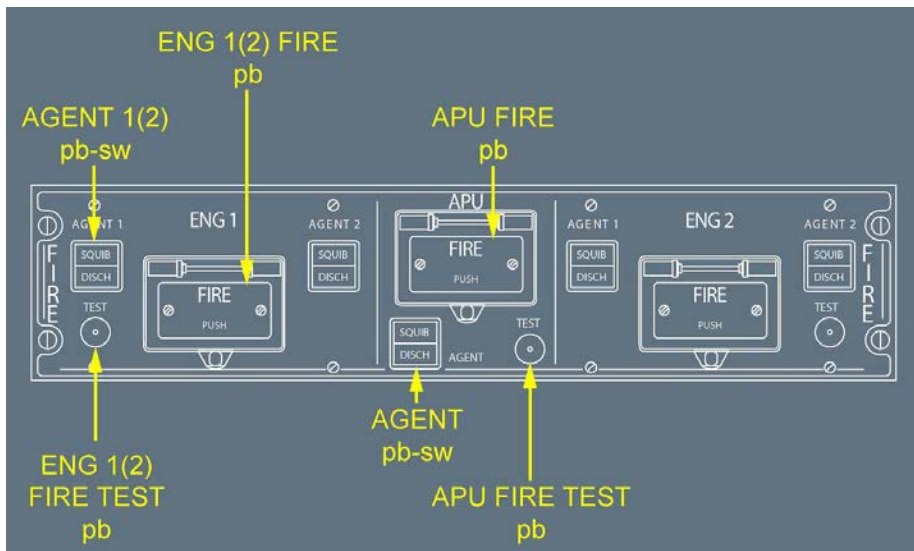 ENG 1(2) FIRE
pb
AGENT 1(2)
pb-sw
APU FIRE
pb
FIRE
AGENT 1
ENG 1
AGENT 2
APU
AGENT 1
ENG 2
AGENT 2
FIRE
SQUIB
DISCH
SQUIB
DISCH
FIRE
PUSH
SQUIB
DISCH
SQUIB
DISCH
TEST
FIRE
PUSH
SQUIB
DISCH
AGENT
TEST
FIRE
PUSH
TEST
AGENT
pb-sw
ENG 1(2)
FIRE TEST
pb
APU FIRE TEST
pb